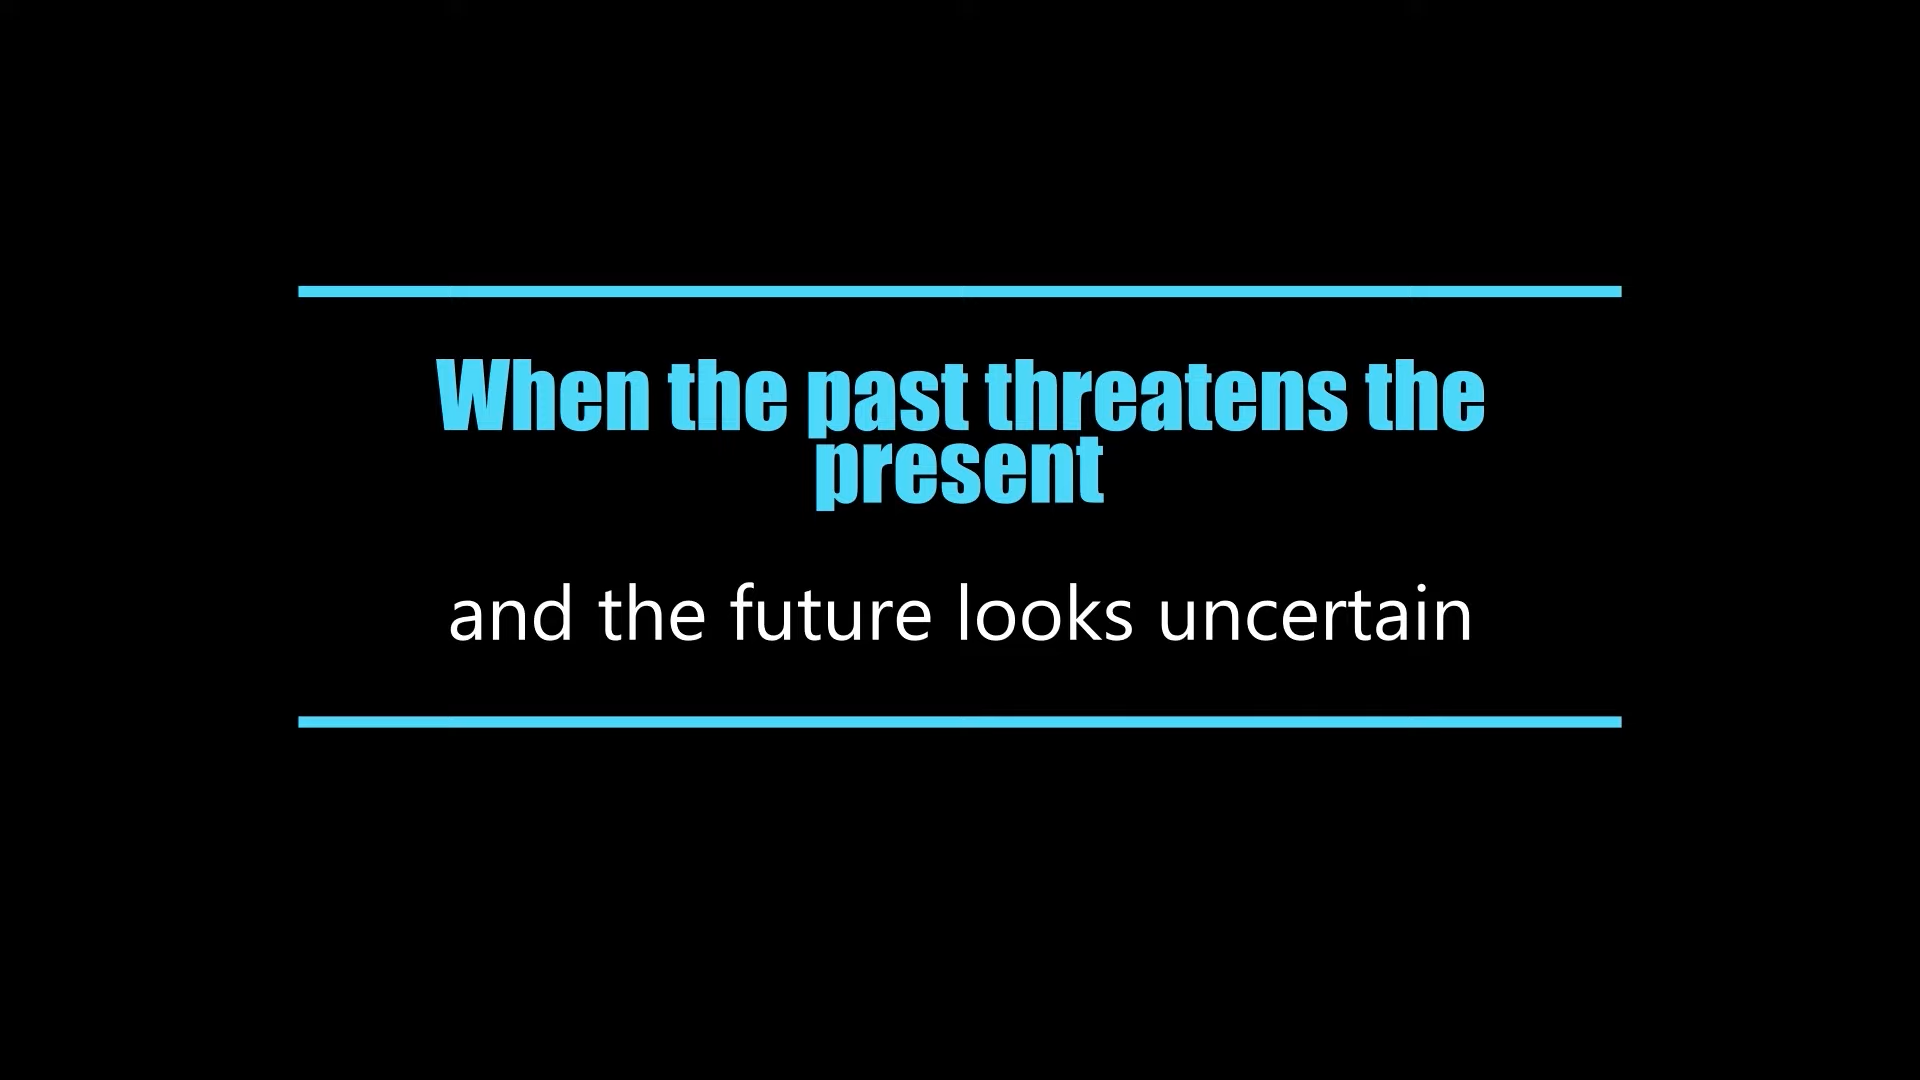 When the past threatens the
present
and the future looks uncertain